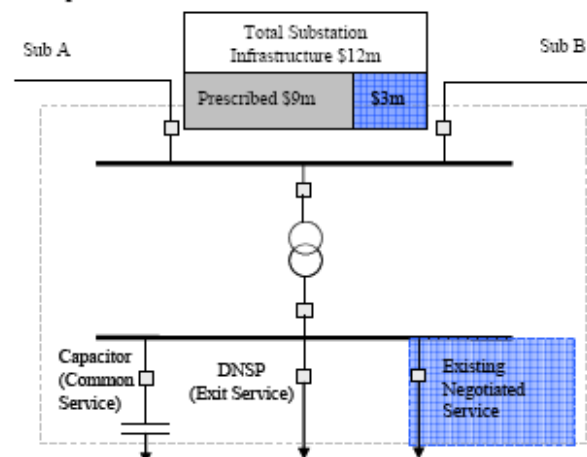 Total Substation
Infrastructure $12m
Sub A
Sub B
Prescribed $9m
$3m
Capacitor
(Common
Service)
DNSP
(Exit Service)
Existing
Negotiated
Service